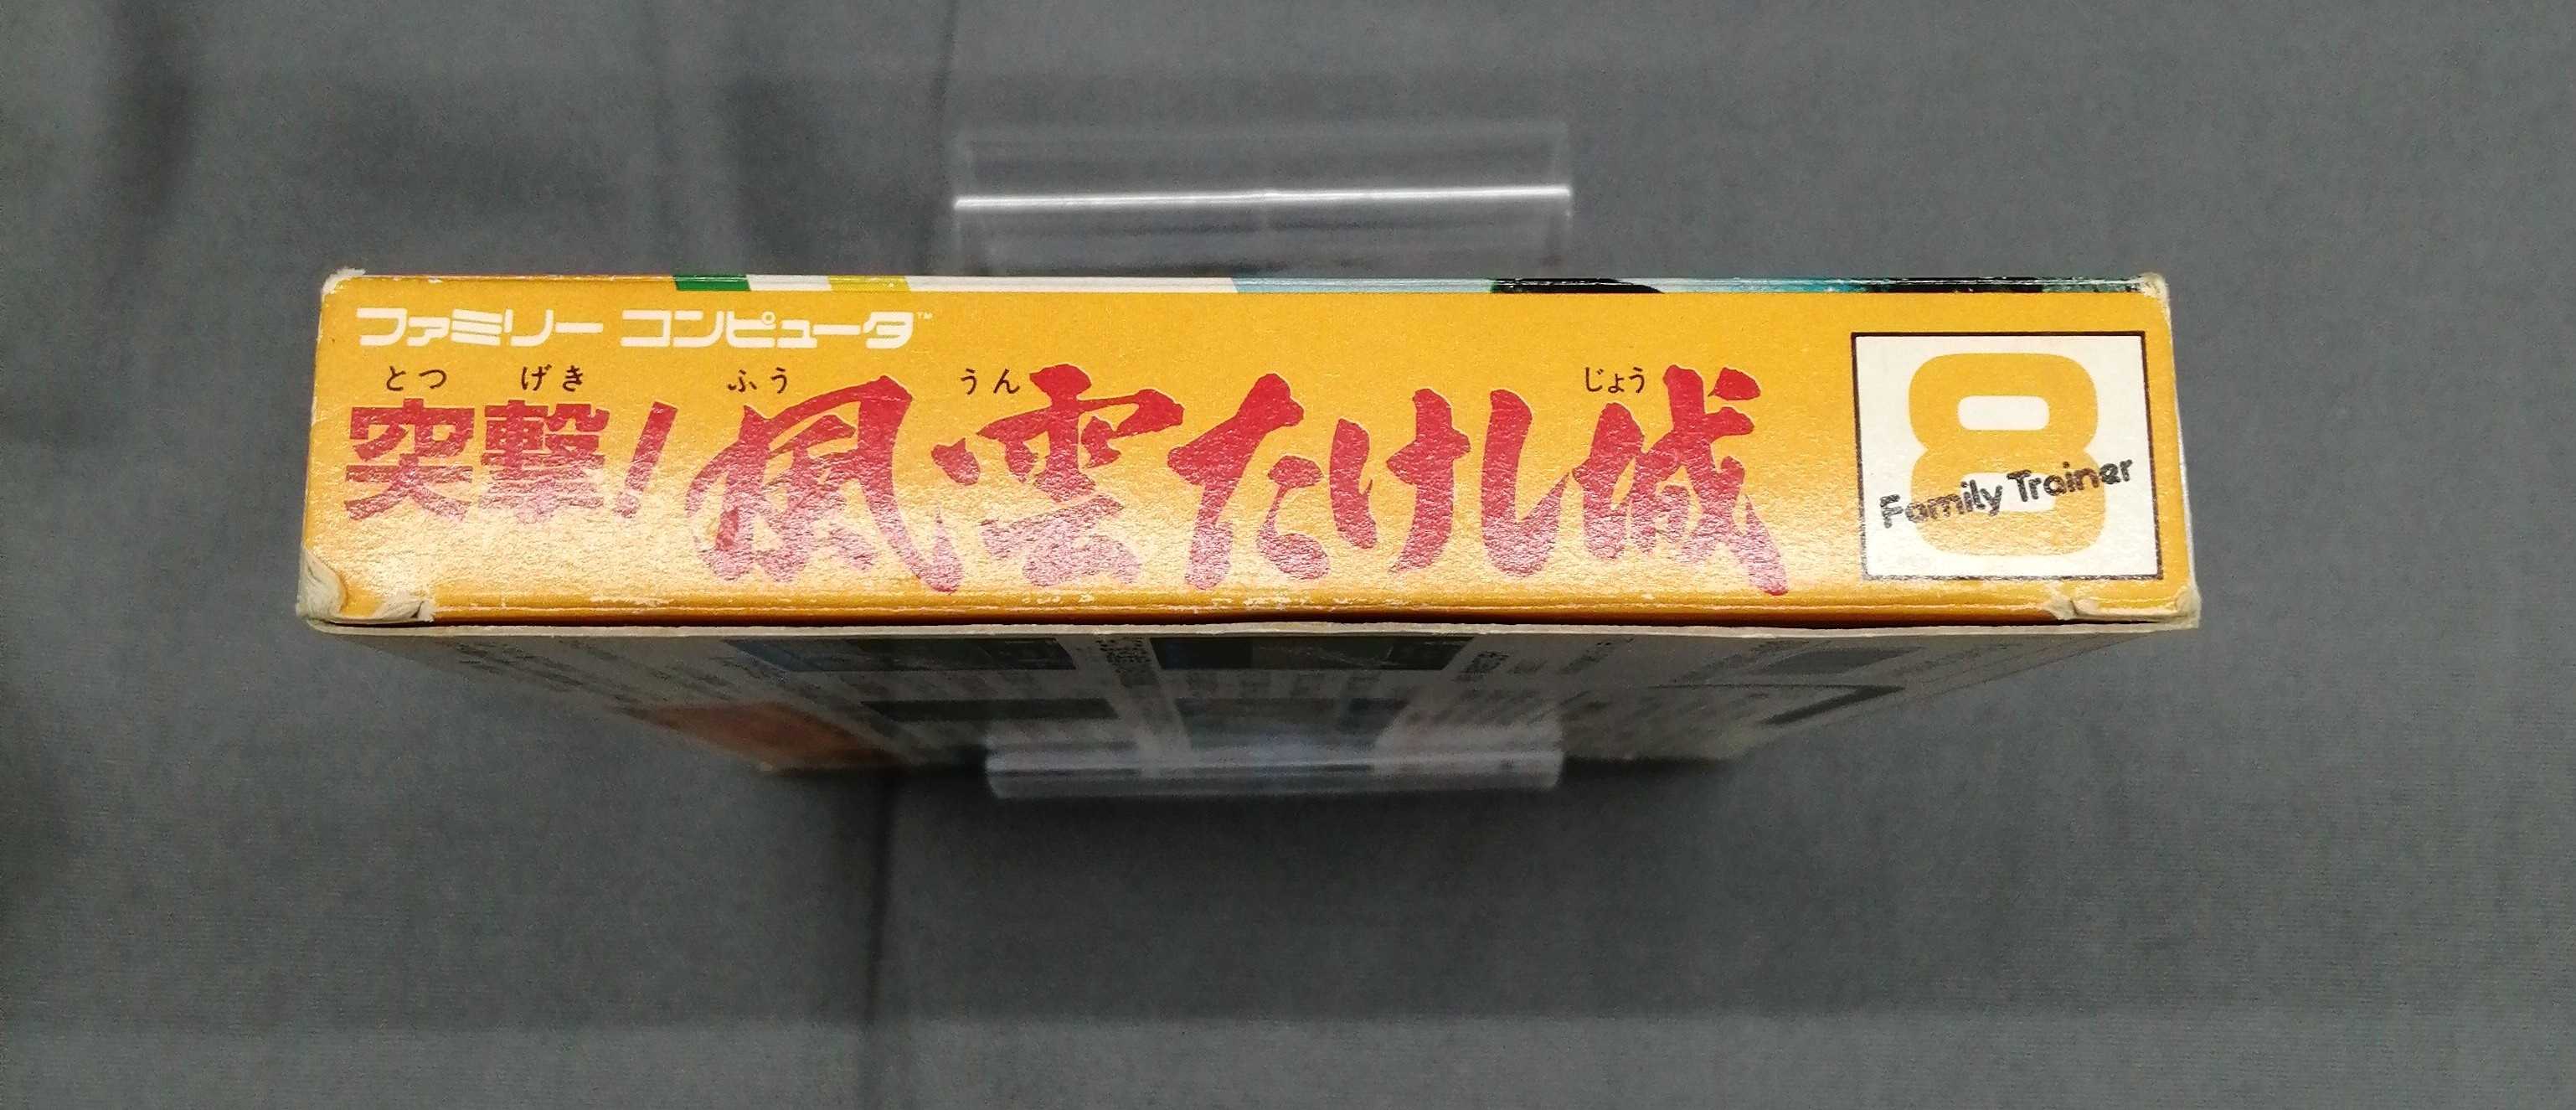 ファミリー コンピュータ™
とつ げき ふう うん じょう
突撃！風雲たけし城
8
Family Trainer